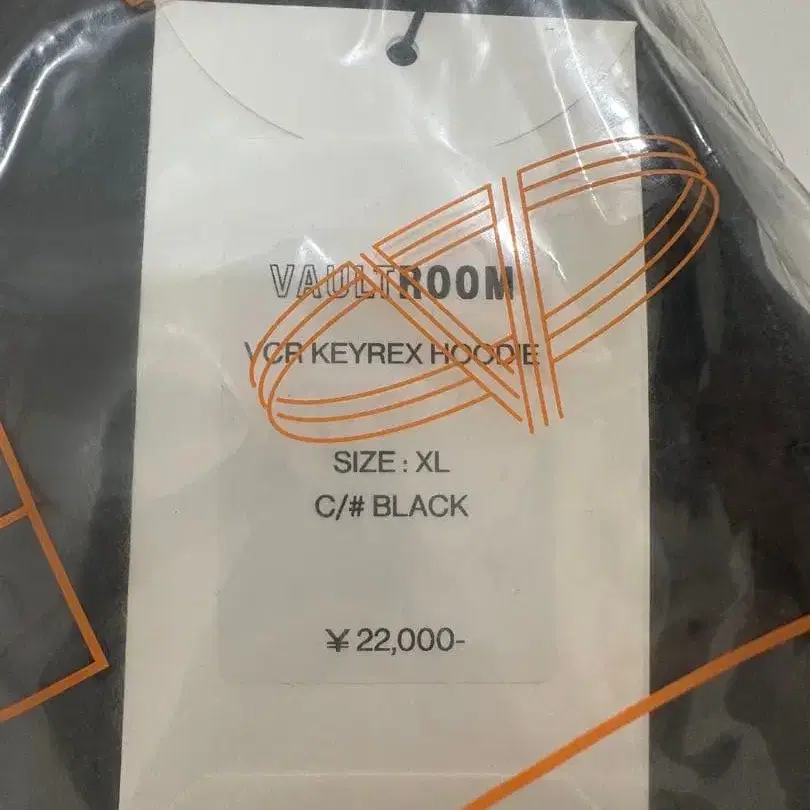 VAULTROOM
VCR KEYREX HOODIE
SIZE : XL
C/# BLACK
¥ 22,000-